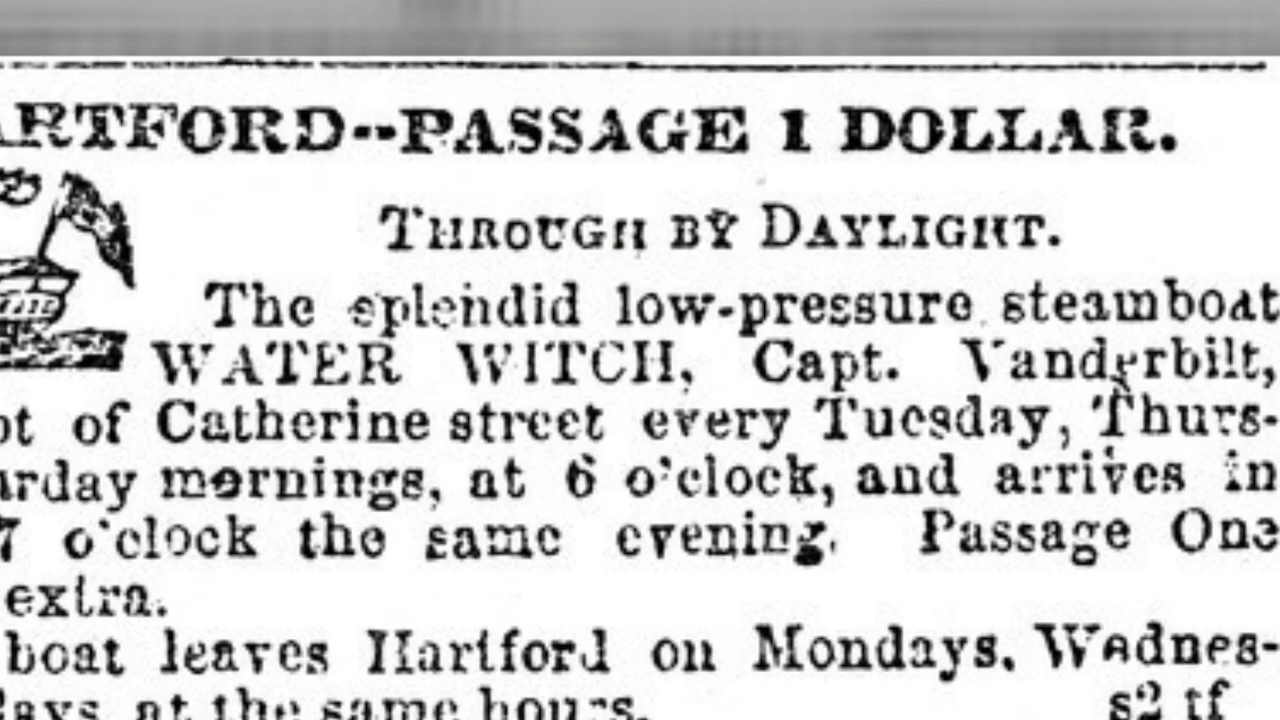 ARTFORD--PASSAGE 1 DOLLAR.
THROUGH BY DAYLIGHT.
The splendid low-pressure steamboat
WATER WITCH, Capt. Vanderbilt,
ot of Catherine street every Tuesday, Thurs-
urday mornings, at 6 o'clock, and arrives in
7 o'clock the same evening. Passage One
extra.
boat leaves Hartford on Mondays, Wednes-
days at the same hours. s2 tf